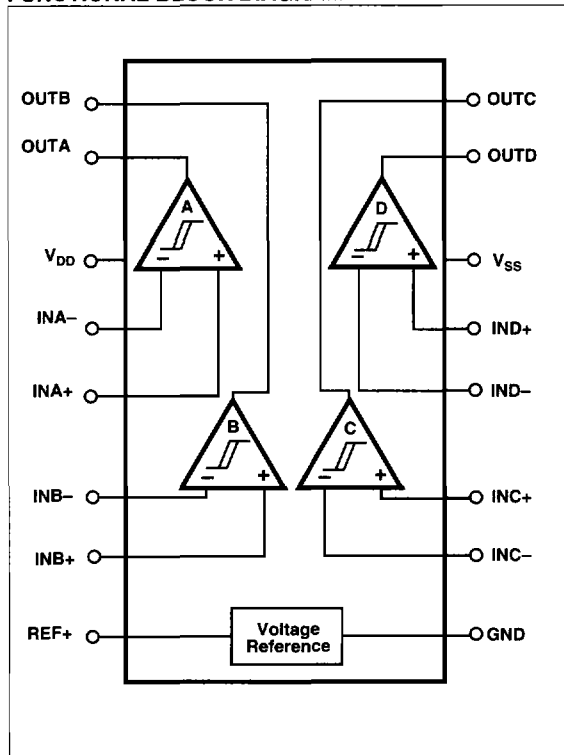 FUNCTIONAL BLOCK DIAGRAM
OUTB
OUTC
OUTA
OUTD
A
D
− +
− +
VDD
VSS
INA−
IND+
INA+
IND−
B
C
− +
− +
INB−
INC+
INB+
INC−
REF+
Voltage
Reference
GND